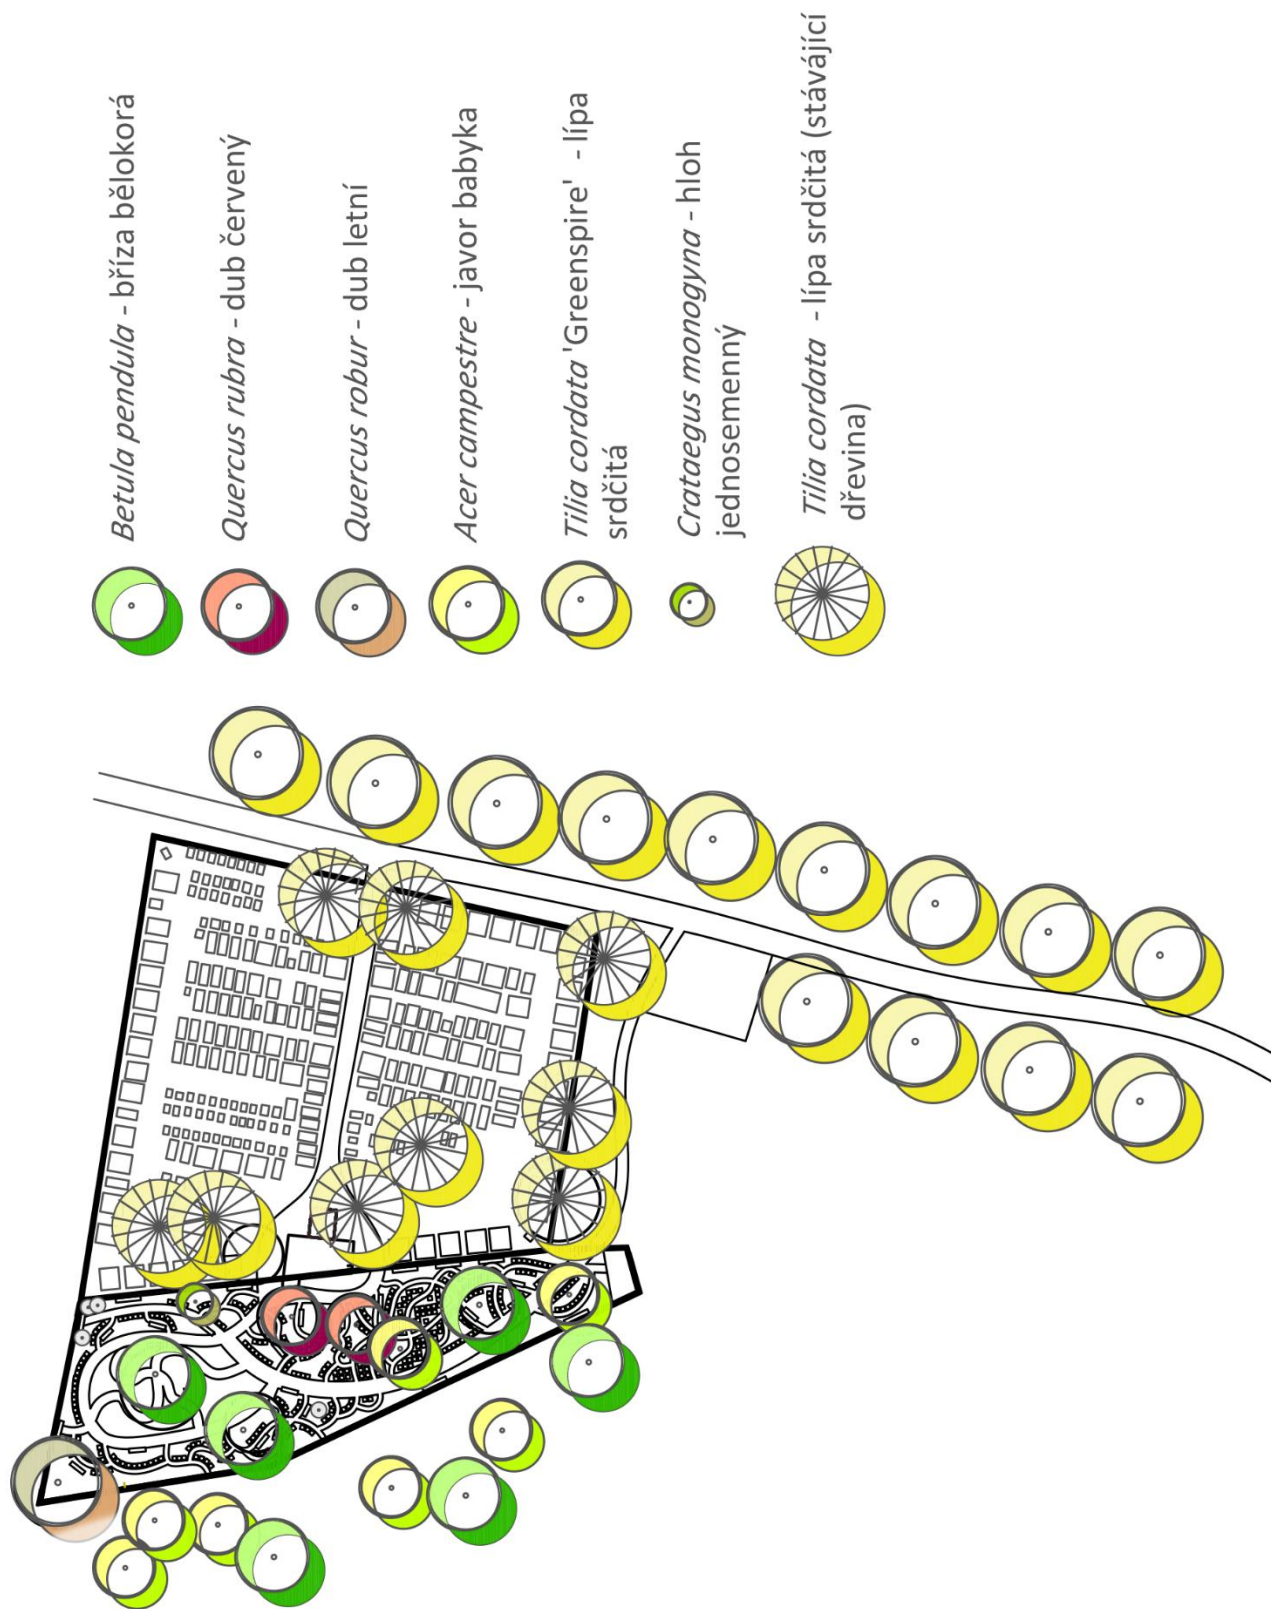 Betula pendula - bříza bělokorá
Quercus rubra - dub červený
Quercus robur - dub letní
Acer campestre - javor babyka
Tilia cordata 'Greenspire' - lípa
srdčitá
Crataegus monogyna - hloh
jednosemenný
Tilia cordata - lípa srdčitá (stávající
dřevina)